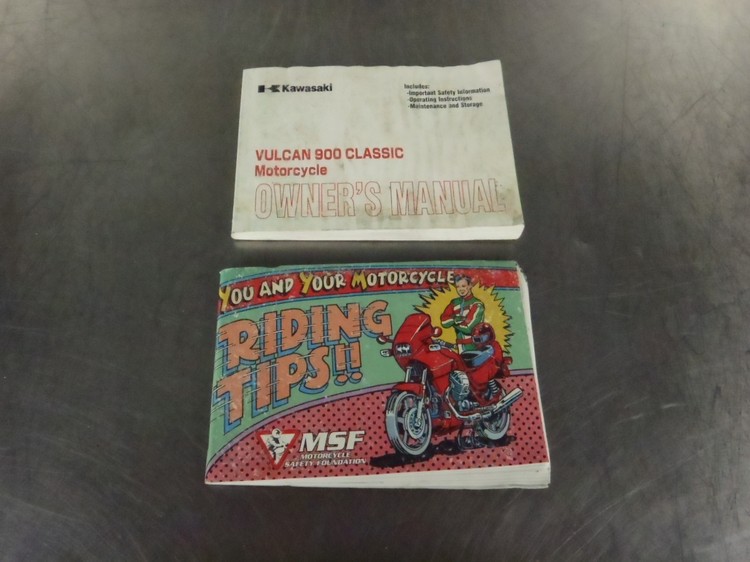 Kawasaki
Includes:
-Important Safety Information
-Operating Instructions
-Maintenance and Storage
VULCAN 900 CLASSIC
Motorcycle
OWNER'S MANUAL
YOU AND YOUR MOTORCYCLE
RIDING
TIPS!!
MSF
MOTORCYCLE
SAFETY FOUNDATION